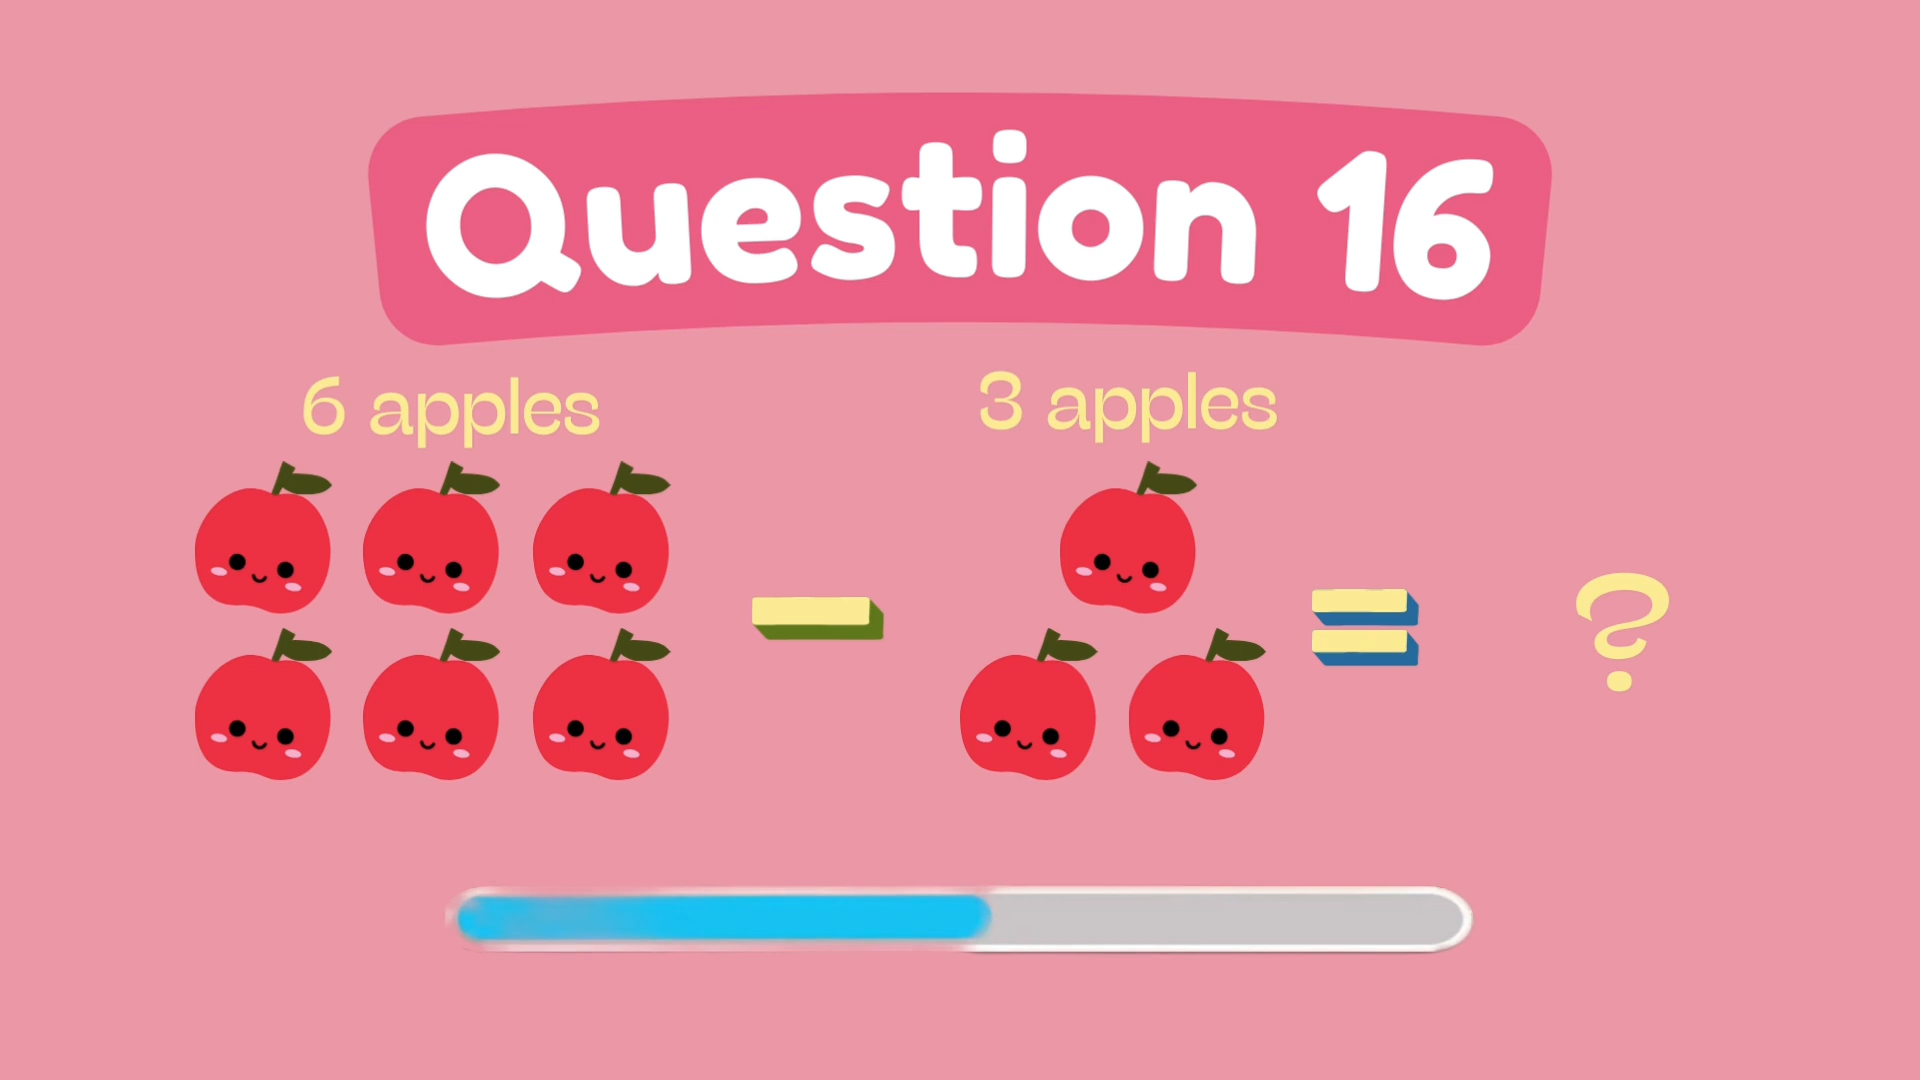 Question 16
6 apples
3 apples
− = ?